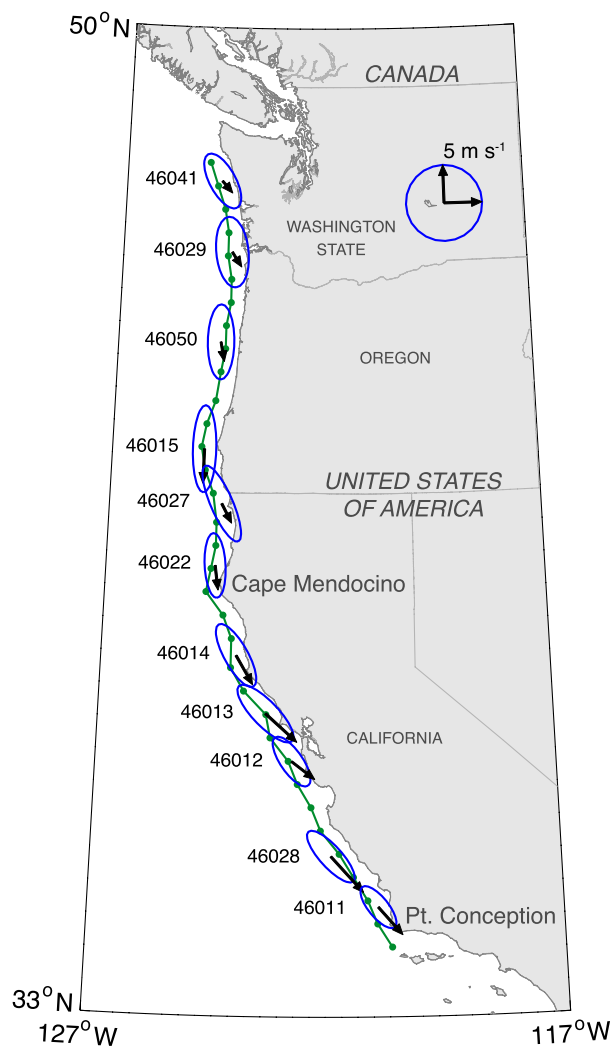 50°N
CANADA
5 m s-1
46041
WASHINGTON
STATE
46029
46050
OREGON
46015
UNITED STATES
OF AMERICA
46027
46022
Cape Mendocino
46014
46013
CALIFORNIA
46012
46028
46011
Pt. Conception
33°N
127°W
117°W